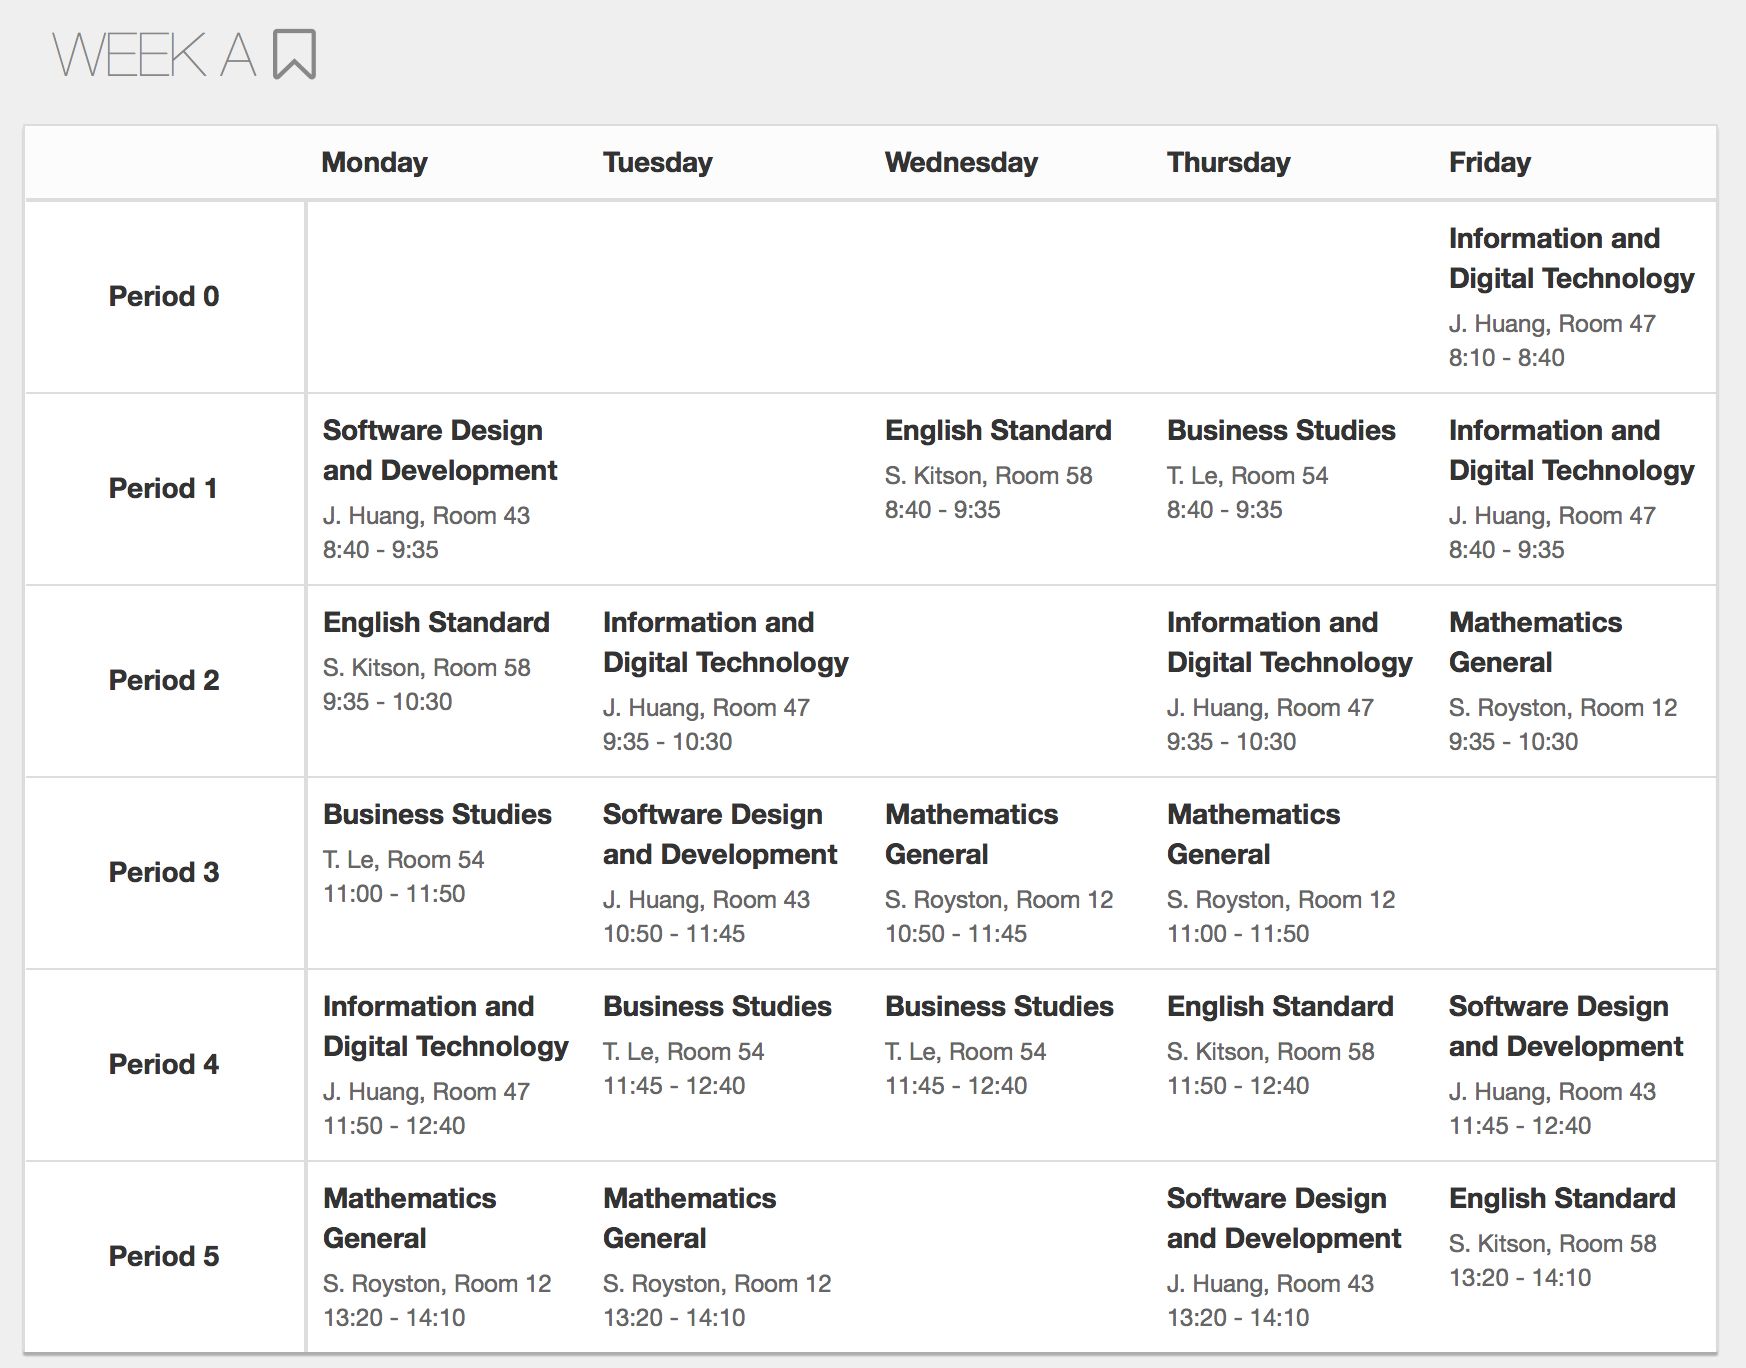 WEEK A
Monday Tuesday Wednesday Thursday Friday
Period 0
Information and
Digital Technology
J. Huang, Room 47
8:10 - 8:40
Period 1
Software Design
and Development
J. Huang, Room 43
8:40 - 9:35
English Standard
S. Kitson, Room 58
8:40 - 9:35
Business Studies
T. Le, Room 54
8:40 - 9:35
Information and
Digital Technology
J. Huang, Room 47
8:40 - 9:35
Period 2
English Standard
S. Kitson, Room 58
9:35 - 10:30
Information and
Digital Technology
J. Huang, Room 47
9:35 - 10:30
Information and
Digital Technology
J. Huang, Room 47
9:35 - 10:30
Mathematics
General
S. Royston, Room 12
9:35 - 10:30
Period 3
Business Studies
T. Le, Room 54
11:00 - 11:50
Software Design
and Development
J. Huang, Room 43
10:50 - 11:45
Mathematics
General
S. Royston, Room 12
10:50 - 11:45
Mathematics
General
S. Royston, Room 12
11:00 - 11:50
Period 4
Information and
Digital Technology
J. Huang, Room 47
11:50 - 12:40
Business Studies
T. Le, Room 54
11:45 - 12:40
Business Studies
T. Le, Room 54
11:45 - 12:40
English Standard
S. Kitson, Room 58
11:50 - 12:40
Software Design
and Development
J. Huang, Room 43
11:45 - 12:40
Period 5
Mathematics
General
S. Royston, Room 12
13:20 - 14:10
Mathematics
General
S. Royston, Room 12
13:20 - 14:10
Software Design
and Development
J. Huang, Room 43
13:20 - 14:10
English Standard
S. Kitson, Room 58
13:20 - 14:10